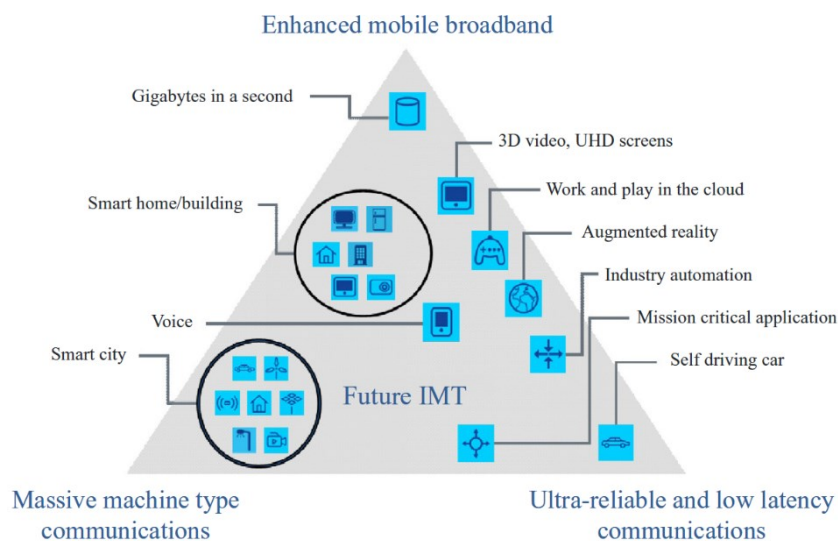 Enhanced mobile broadband
Gigabytes in a second
3D video, UHD screens
Work and play in the cloud
Smart home/building
Augmented reality
Industry automation
Mission critical application
Voice
Smart city
Self driving car
Future IMT
Massive machine type
communications
Ultra-reliable and low latency
communications